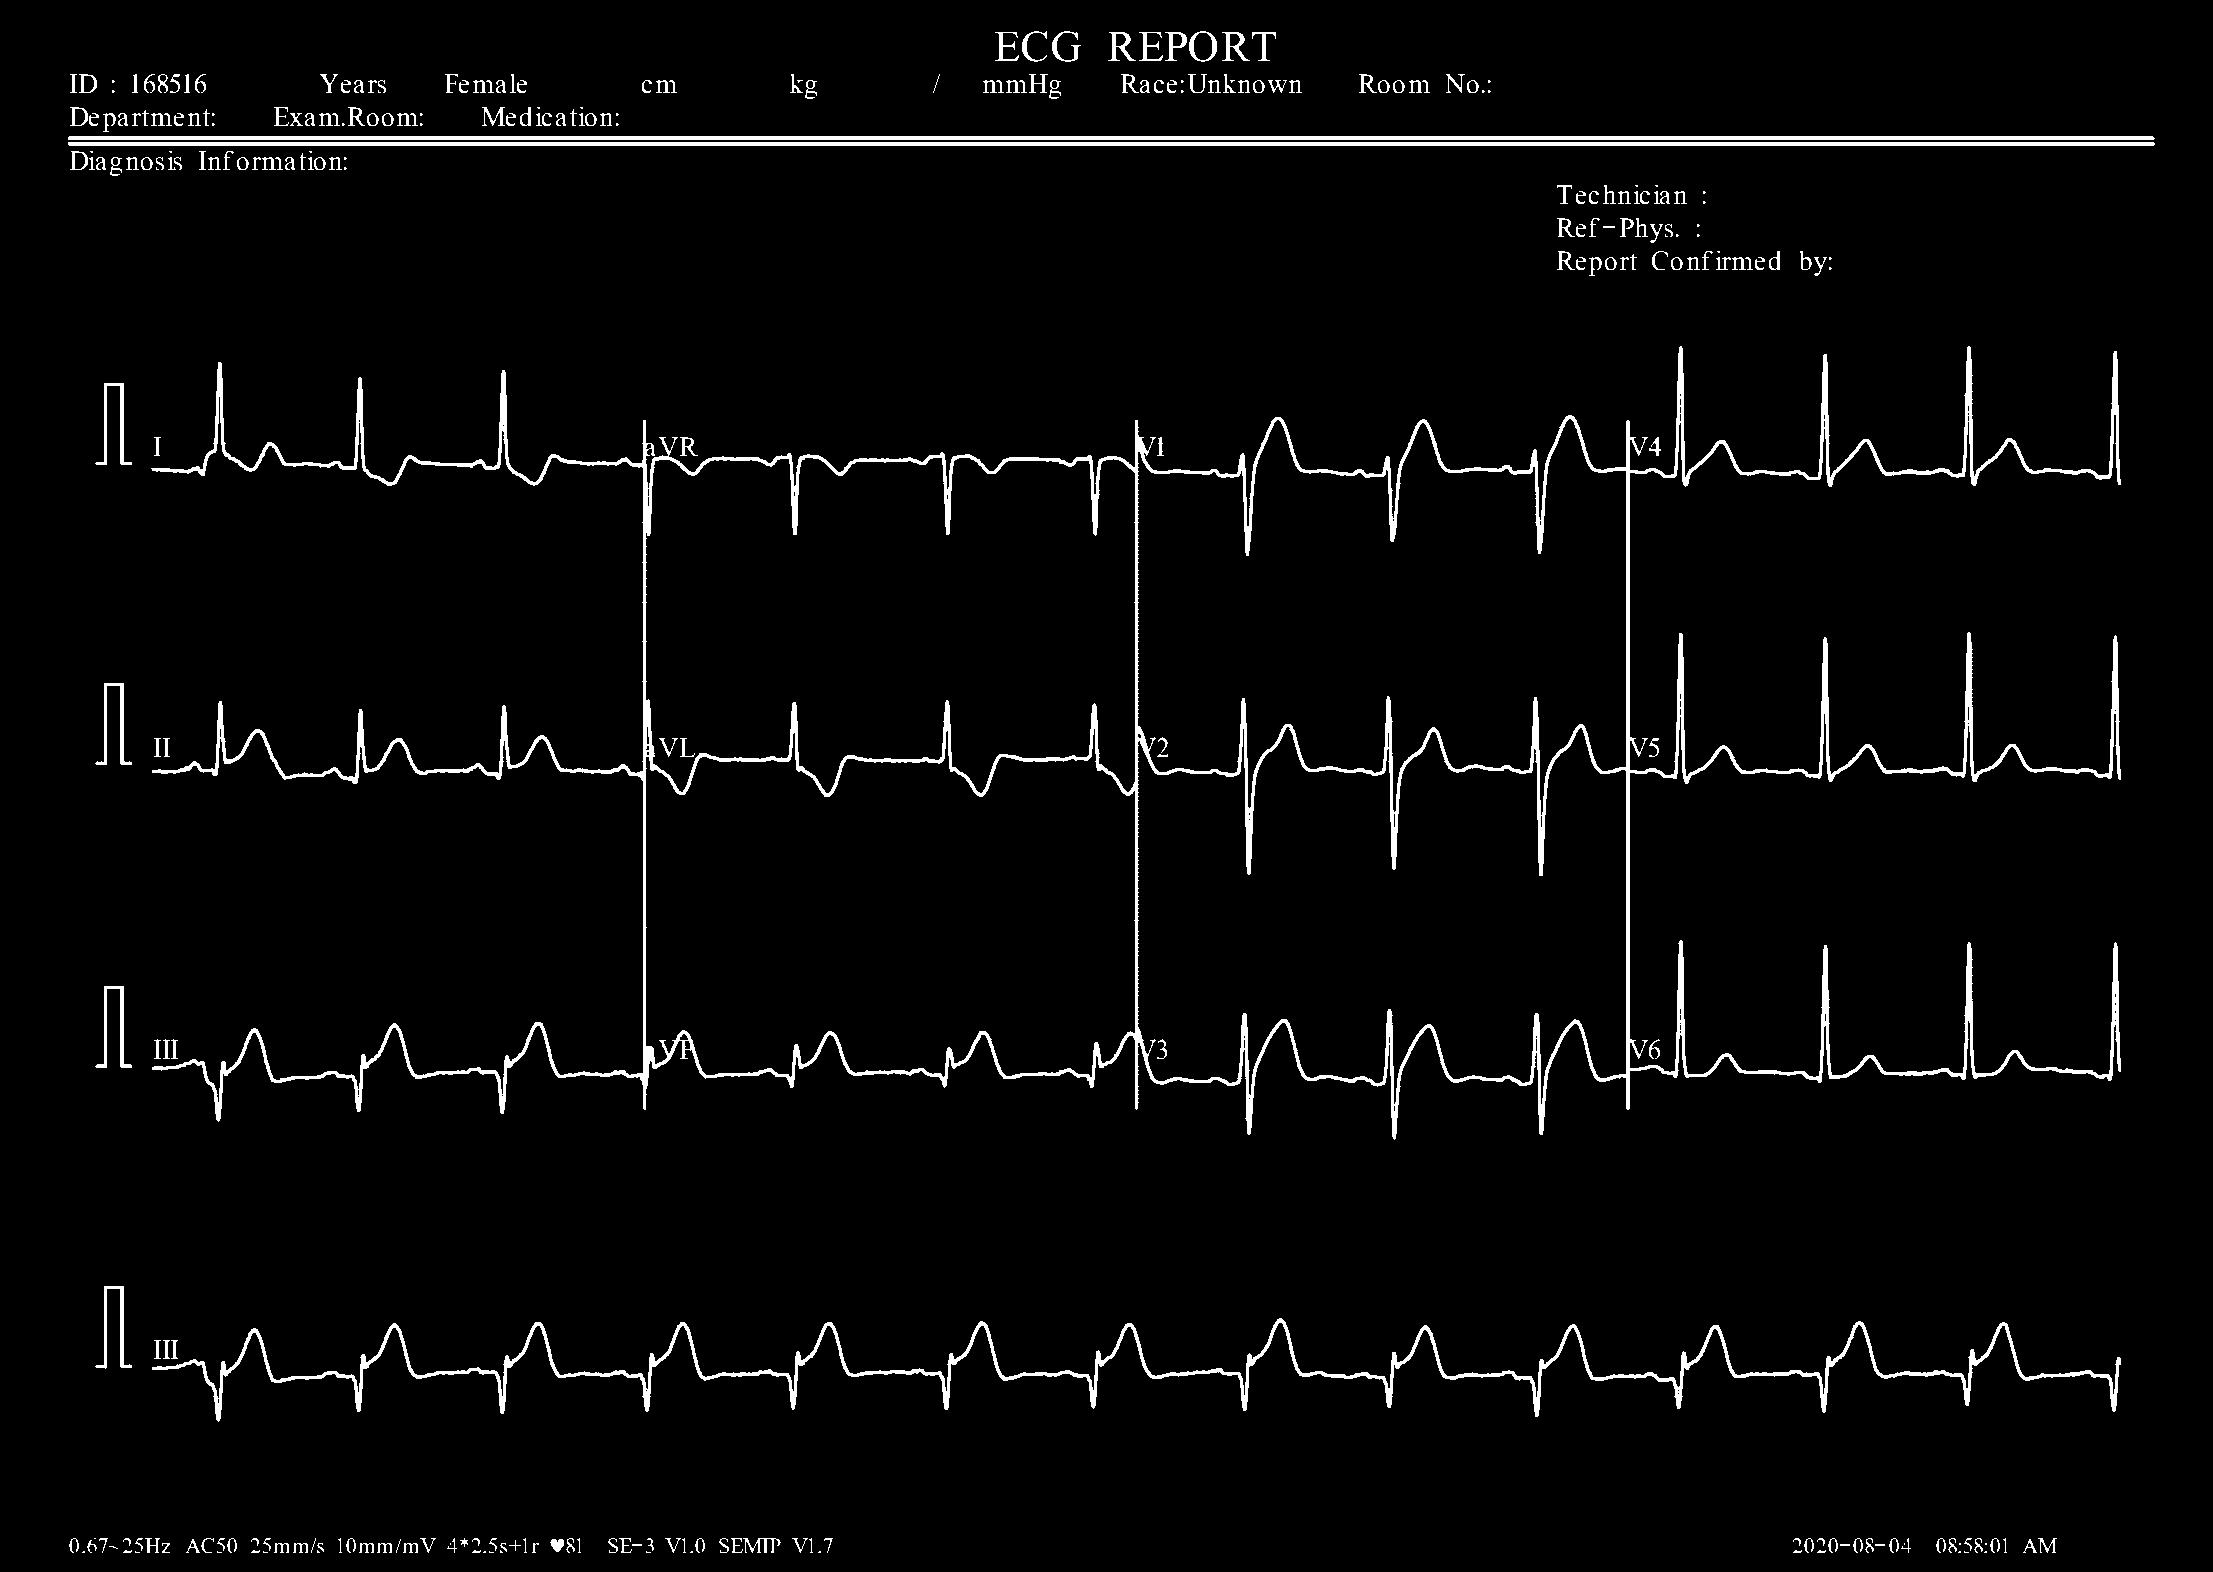 ECG REPORT
ID : 168516 Years Female cm kg / mmHg Race:Unknown Room No.:
Department: Exam.Room: Medication:
Diagnosis Information:
Technician :
Ref-Phys. :
Report Confirmed by:
I aVR V1 V4
II aVL V2 V5
III aVF V3 V6
III
0.67~25Hz AC50 25mm/s 10mm/mV 4*2.5s+1r ♥81 SE-3 V1.0 SEMIP V1.7 2020-08-04 08:58:01 AM